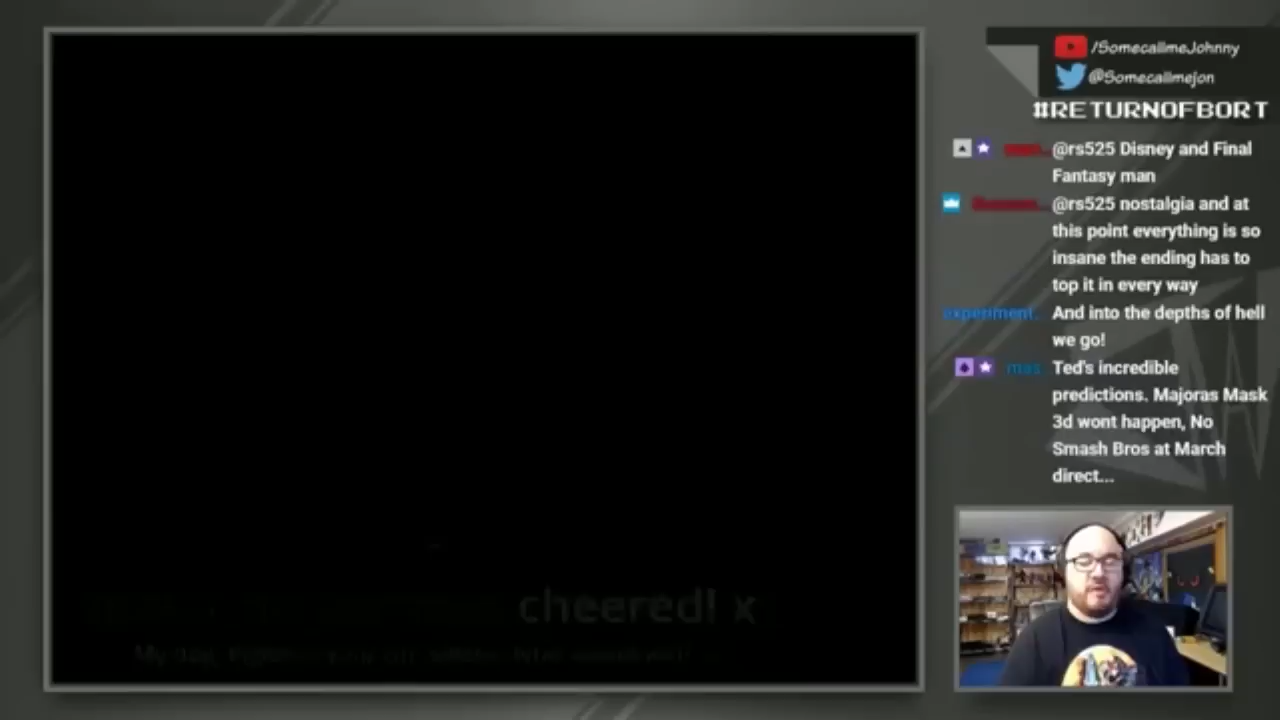 /SomecallmeJohnny
@Somecallmejon
#RETURNOFBORT
@rs525 Disney and Final
Fantasy man
@rs525 nostalgia and at
this point everything is so
insane the ending has to
top it in every way
experiment.. And into the depths of hell
we go!
mas.. Ted's incredible
predictions. Majoras Mask
3d wont happen, No
Smash Bros at March
direct...
cheered! x